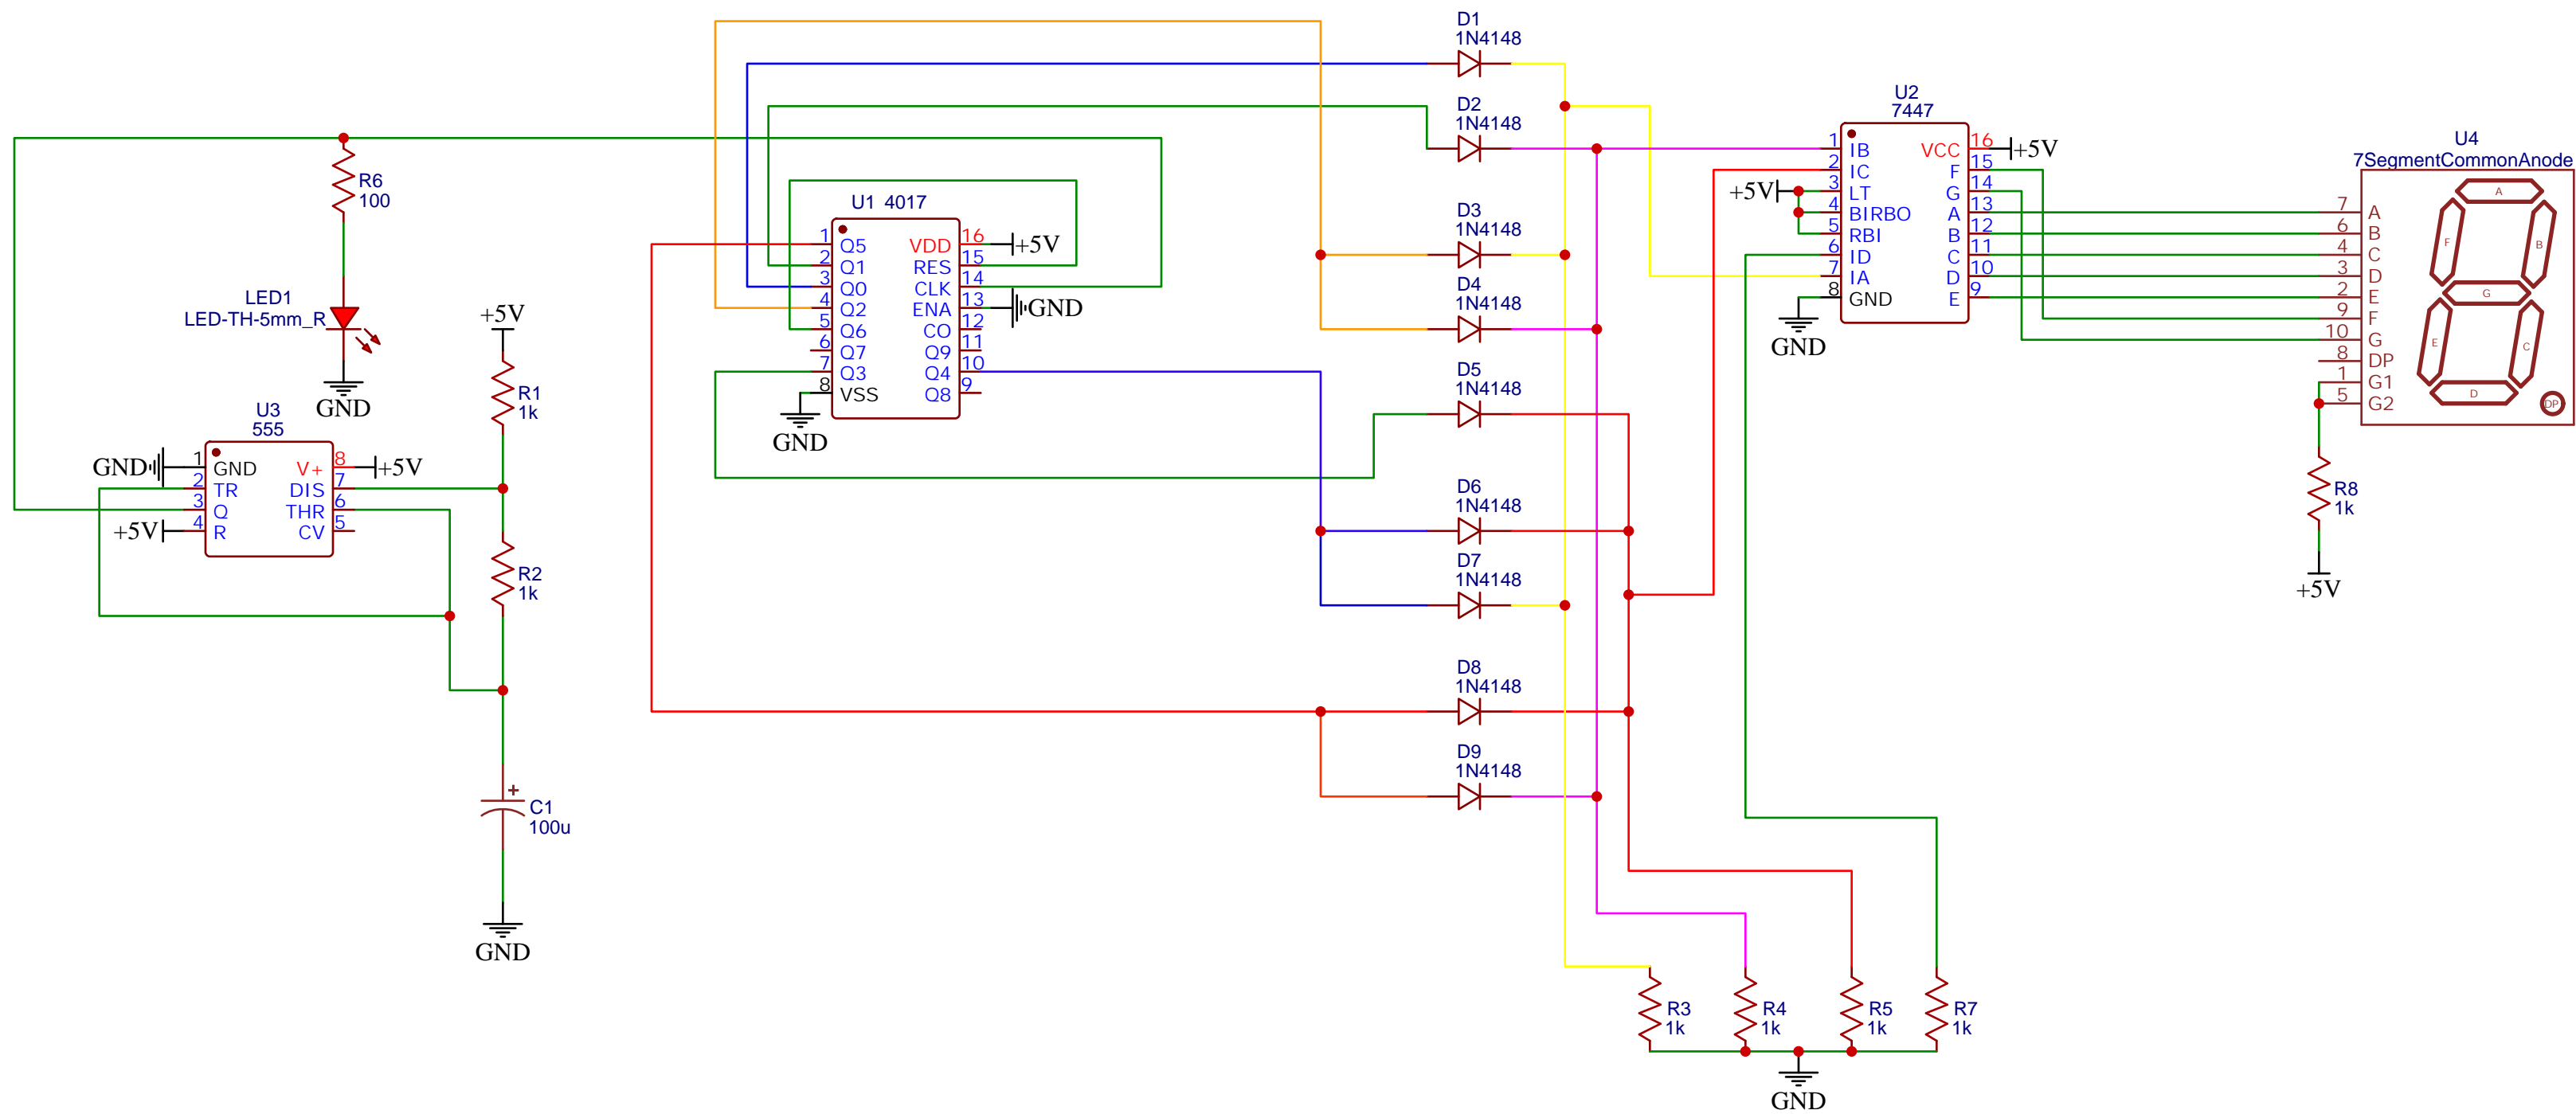 D1
1N4148
D2
1N4148
D3
1N4148
D4
1N4148
D5
1N4148
D6
1N4148
D7
1N4148
D8
1N4148
D9
1N4148
R6
100
LED1
LED-TH-5mm_R
GND
+5V
R1
1k
R2
1k
C1
100u
GND
U3
555
GND
+5V
+5V
1 GND
2 TR
3 Q
4 R
V+ 8
DIS 7
THR 6
CV 5
U1 4017
1 Q5
2 Q1
3 Q0
4 Q2
5 Q6
6 Q7
7 Q3
8 VSS
VDD 16
RES 15
CLK 14
ENA 13
CO 12
Q9 11
Q4 10
Q8 9
+5V
GND
GND
U2
7447
1 IB
2 IC
3 LT
4 BIRBO
5 RBI
6 ID
7 IA
8 GND
VCC 16
F 15
G 14
A 13
B 12
C 11
D 10
E 9
+5V
+5V
GND
U4
7SegmentCommonAnode
7 A
6 B
4 C
3 D
2 E
9 F
10 G
8 DP
1 G1
5 G2
A
F
B
G
E
C
D
DP
R8
1k
+5V
R3
1k
R4
1k
R5
1k
R7
1k
GND